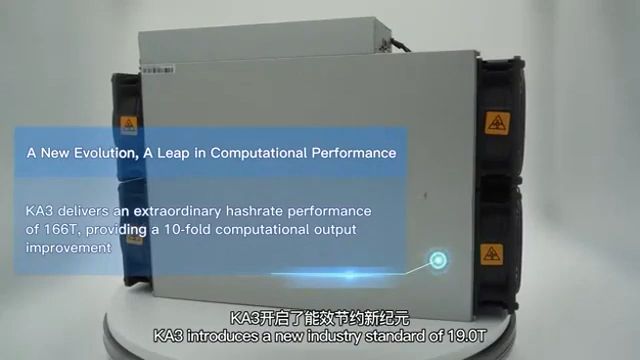 A New Evolution, A Leap in Computational Performance
KA3 delivers an extraordinary hashrate performance
of 166T, providing a 10-fold computational output
improvement
KA3开启了能效节约新纪元
KA3 introduces a new industry standard of 19.0T